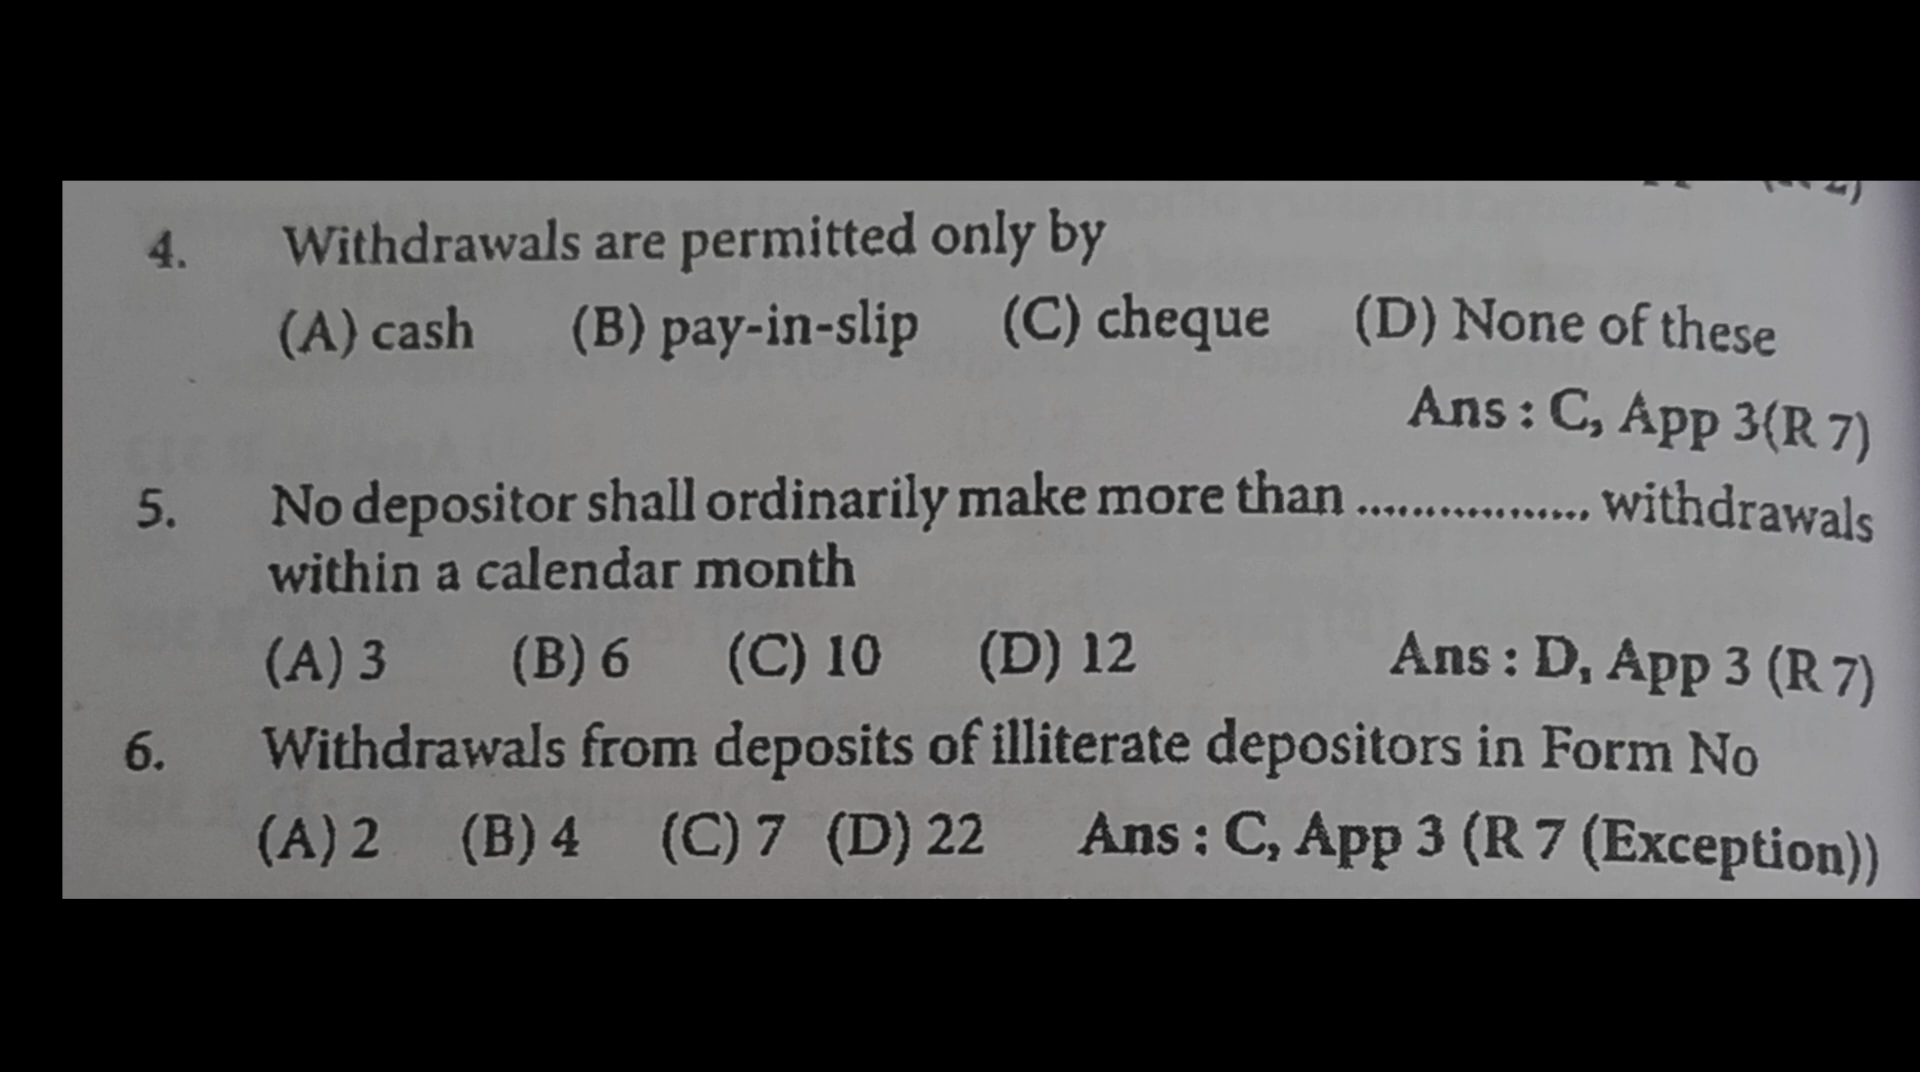 4. Withdrawals are permitted only by
(A) cash (B) pay-in-slip (C) cheque (D) None of these
Ans : C, App 3(R 7)
5. No depositor shall ordinarily make more than ................. withdrawals
within a calendar month
(A) 3 (B) 6 (C) 10 (D) 12 Ans : D, App 3 (R 7)
6. Withdrawals from deposits of illiterate depositors in Form No
(A) 2 (B) 4 (C) 7 (D) 22 Ans : C, App 3 (R 7 (Exception))